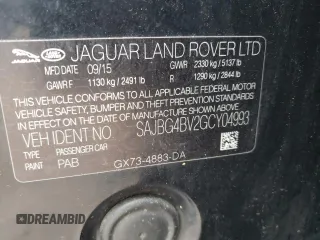 JAGUAR LAND ROVER LTD
MFD DATE 09/15 GVWR 2330 kg / 5137 lb
GAWR F 1130 kg / 2491 lb R 1290 kg / 2844 lb
THIS VEHICLE CONFORMS TO ALL APPLICABLE FEDERAL MOTOR
VEHICLE SAFETY, BUMPER AND THEFT PREVENTION STANDARDS IN
EFFECT ON THE DATE OF MANUFACTURE SHOWN ABOVE.
VEH IDENT NO SAJBG4BV2GCY04993
TYPE PASSENGER CAR
PAINT PAB GX73-4883-DA
JAGUAR
© AUTOBIDMASTER